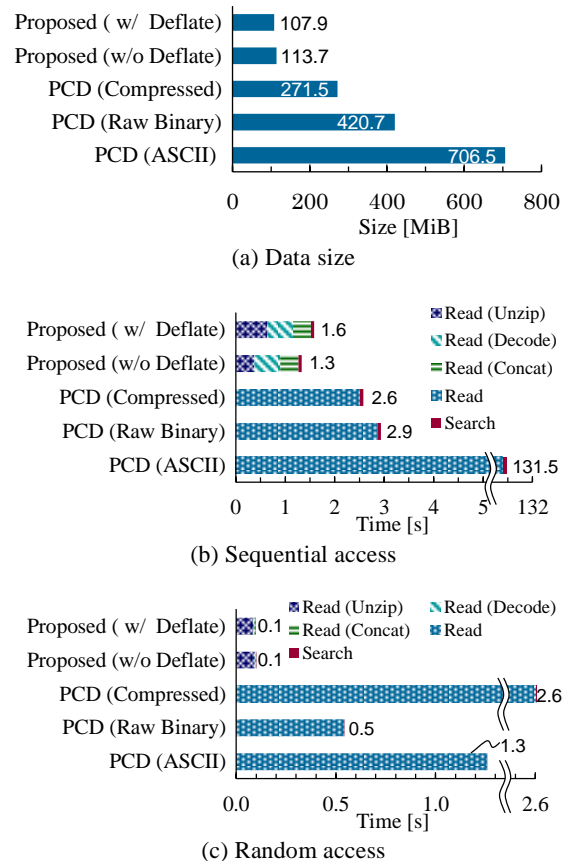 Proposed ( w/ Deflate) 107.9
Proposed (w/o Deflate) 113.7
PCD (Compressed) 271.5
PCD (Raw Binary) 420.7
PCD (ASCII) 706.5
0 200 400 600 800
Size [MiB]
(a) Data size
Proposed ( w/ Deflate) 1.6
Proposed (w/o Deflate) 1.3
PCD (Compressed) 2.6
PCD (Raw Binary) 2.9
PCD (ASCII) 131.5
Read (Unzip)
Read (Decode)
Read (Concat)
Read
Search
0 1 2 3 4 5 132
Time [s]
(b) Sequential access
Read (Unzip) Read (Decode)
Read (Concat) Read
Search
Proposed ( w/ Deflate) 0.1
Proposed (w/o Deflate) 0.1
PCD (Compressed) 2.6
PCD (Raw Binary) 0.5
PCD (ASCII) 1.3
0.0 0.5 1.0 2.6
Time [s]
(c) Random access